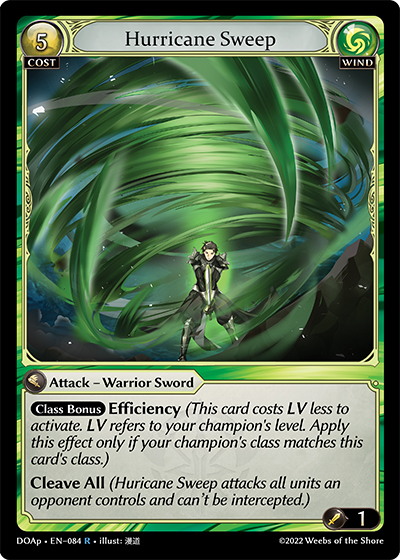 5
Hurricane Sweep
COST
WIND
Attack – Warrior Sword
Class Bonus Efficiency (This card costs LV less to
activate. LV refers to your champion's level. Apply
this effect only if your champion's class matches this
card's class.)
Cleave All (Huricane Sweep attacks all units an
opponent controls and can't be intercepted.)
1
DOAp • EN-084 R • illust: 漫道
©2022 Weebs of the Shore